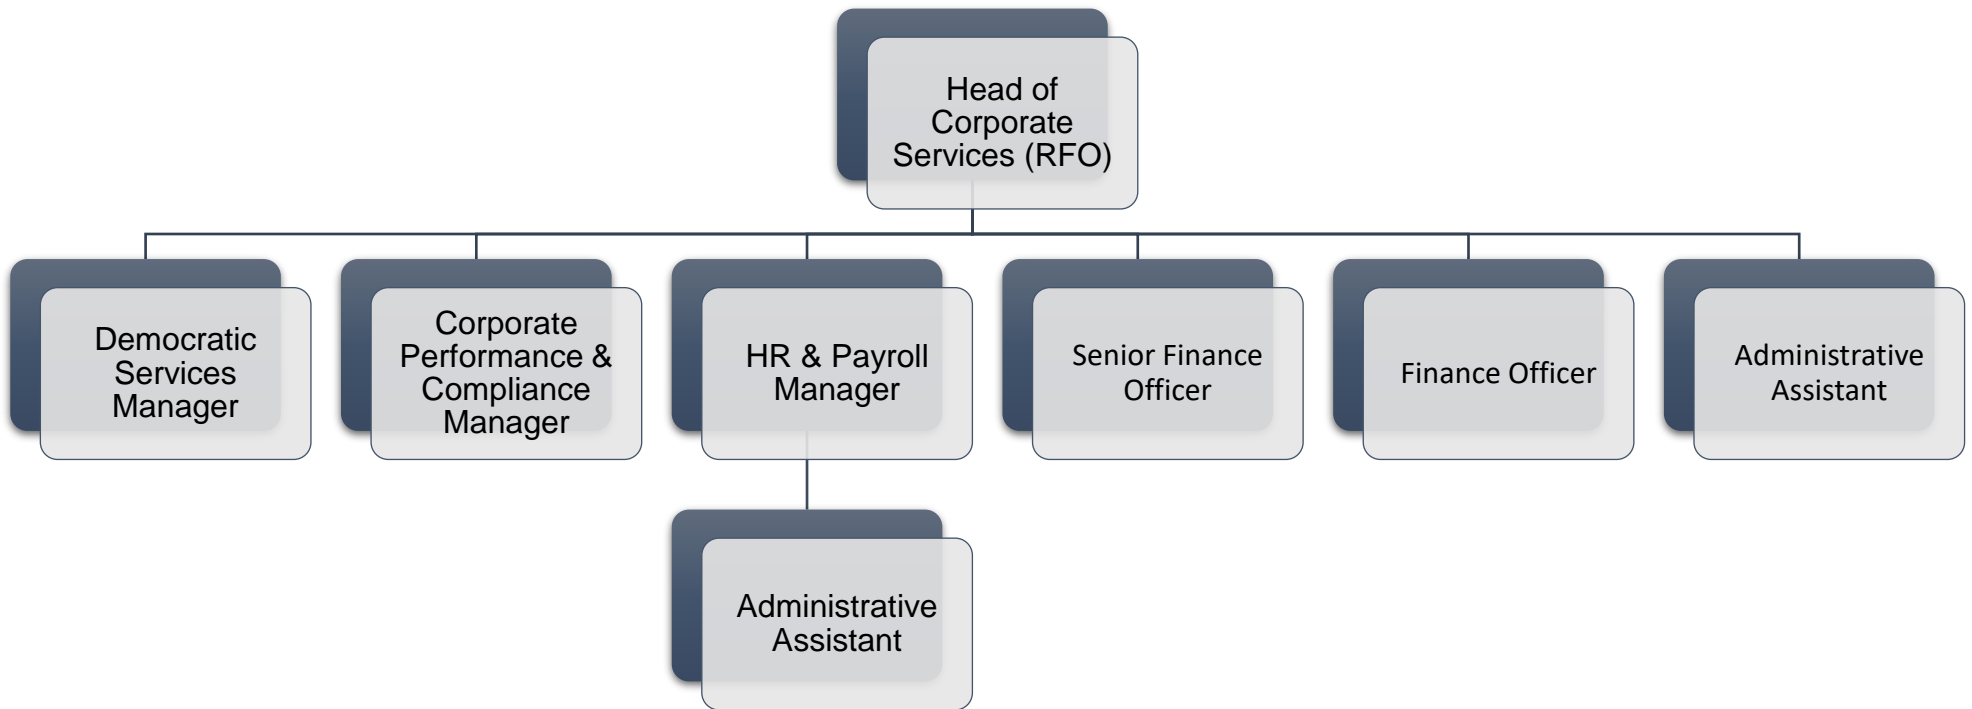 Head of
Corporate
Services (RFO)
Democratic
Services
Manager
Corporate
Performance &
Compliance
Manager
HR & Payroll
Manager
Senior Finance
Officer
Finance Officer
Administrative
Assistant
Administrative
Assistant